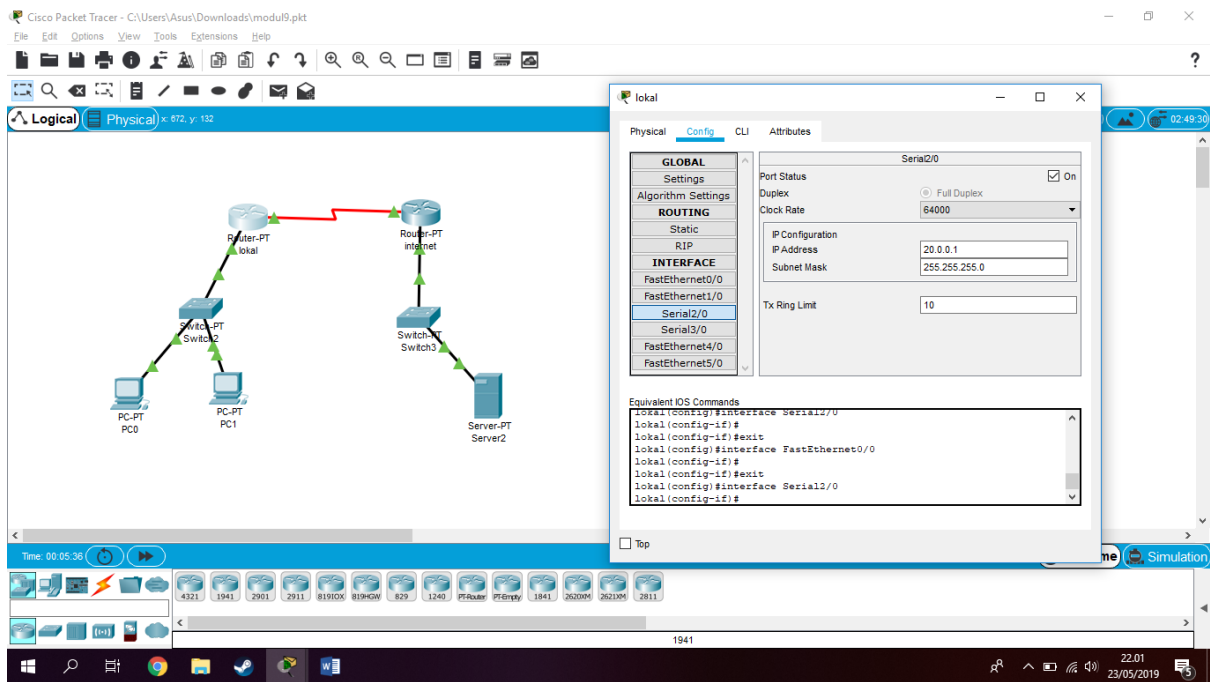 Cisco Packet Tracer - C:\Users\Asus\Downloads\modul9.pkt
File Edit Options View Tools Extensions Help
?
Logical Physical x: 672, y: 132
02:49:30
Router-PT
lokal
Router-PT
internet
Switch-PT
Switch2
Switch-PT
Switch3
PC-PT
PC0
PC-PT
PC1
Server-PT
Server2
lokal
Physical Config CLI Attributes
GLOBAL
Settings
Algorithm Settings
ROUTING
Static
RIP
INTERFACE
FastEthernet0/0
FastEthernet1/0
Serial2/0
Serial3/0
FastEthernet4/0
FastEthernet5/0
Serial2/0
Port Status On
Duplex Full Duplex
Clock Rate 64000
IP Configuration
IP Address 20.0.0.1
Subnet Mask 255.255.255.0
Tx Ring Limit 10
Equivalent IOS Commands
lokal(config)#interface Serial2/0
lokal(config-if)#
lokal(config-if)#exit
lokal(config)#interface FastEthernet0/0
lokal(config-if)#
lokal(config-if)#exit
lokal(config)#interface Serial2/0
lokal(config-if)#
Top
Time: 00:05:36
me Simulation
4321 1941 2901 2911 819IOX 819HGW 829 1240 PT-Router PT-Empty 1841 2620XM 2621XM 2811
1941
22.01
23/05/2019
5